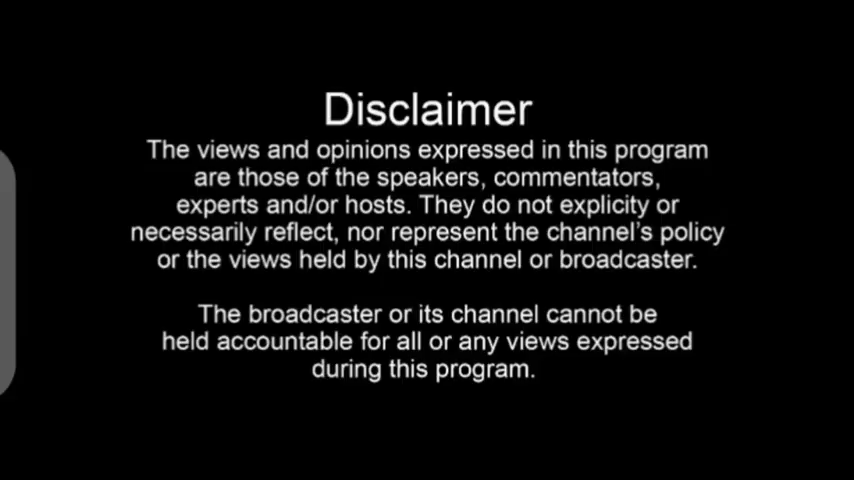 Disclaimer
The views and opinions expressed in this program
are those of the speakers, commentators,
experts and/or hosts. They do not explicity or
necessarily reflect, nor represent the channel's policy
or the views held by this channel or broadcaster.
The broadcaster or its channel cannot be
held accountable for all or any views expressed
during this program.